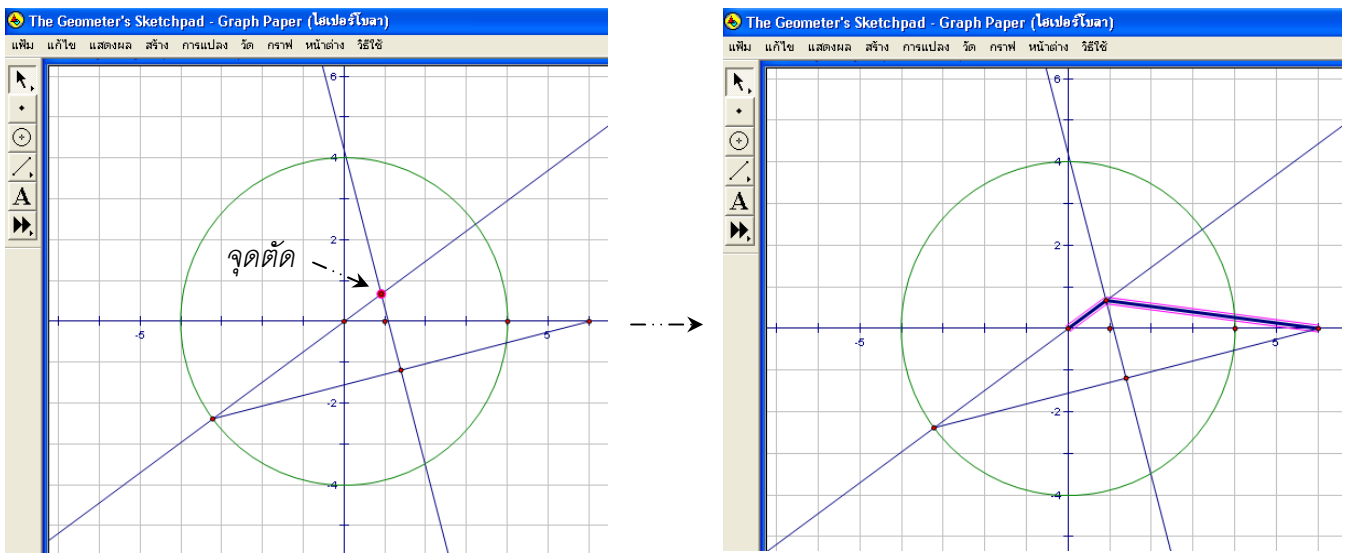 The Geometer's Sketchpad - Graph Paper (ไฮเปอร์โบลา)
แฟ้ม แก้ไข แสดงผล สร้าง การแปลง วัด กราฟ หน้าต่าง วิธีใช้
A
6
4
2
-5
5
-2
-4
จุดตัด
The Geometer's Sketchpad - Graph Paper (ไฮเปอร์โบลา)
แฟ้ม แก้ไข แสดงผล สร้าง การแปลง วัด กราฟ หน้าต่าง วิธีใช้
A
6
4
2
-5
5
-2
-4